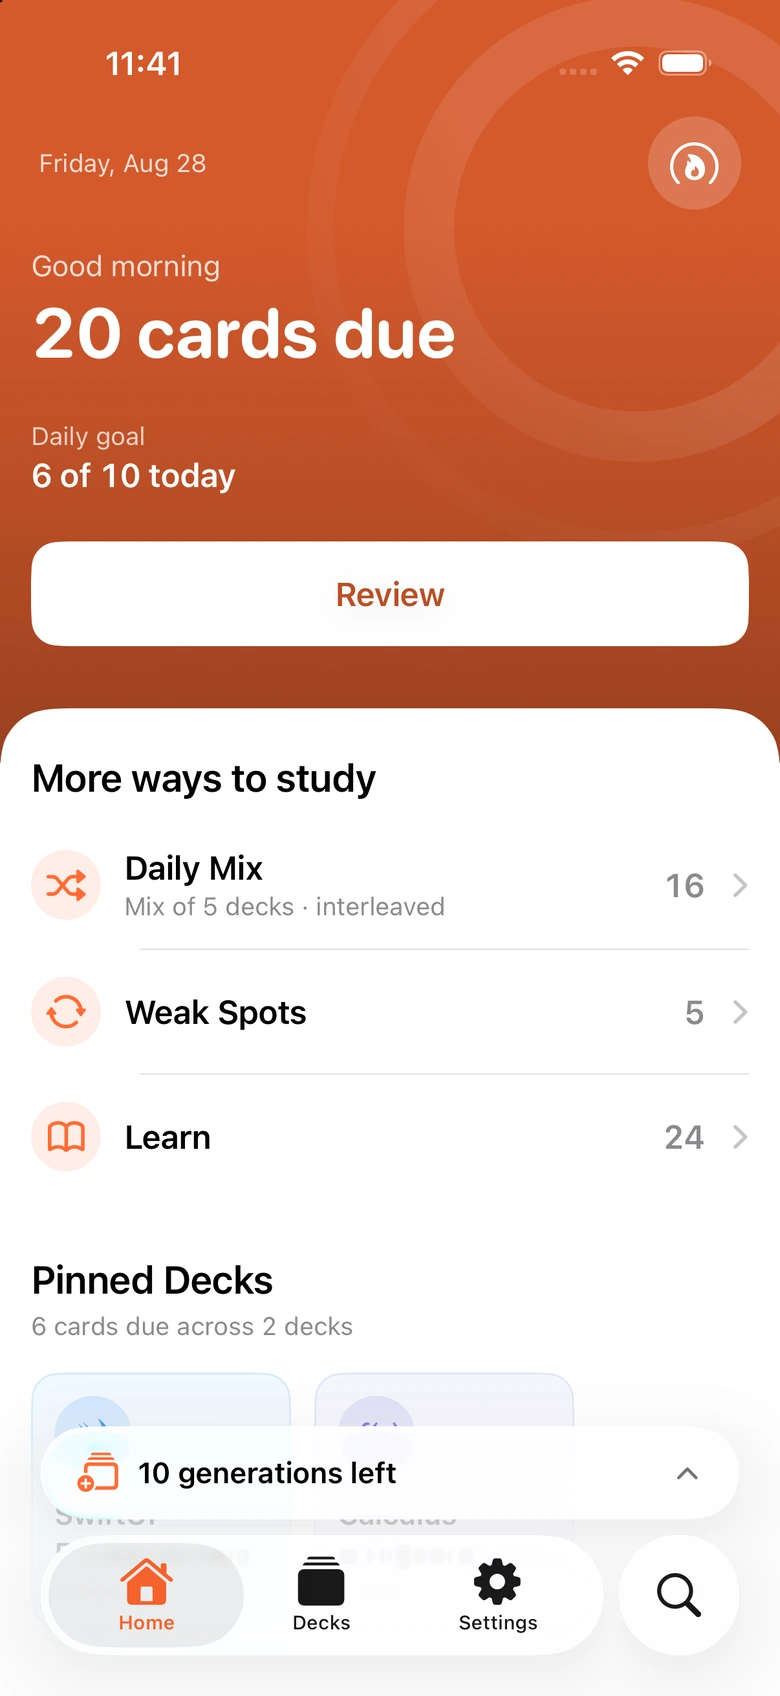 11:41
Friday, Aug 28
Good morning
20 cards due
Daily goal
6 of 10 today
Review
More ways to study
Daily Mix
16
Mix of 5 decks · interleaved
Weak Spots
5
Learn
24
Pinned Decks
6 cards due across 2 decks
10 generations left
SwiftUI
Calculus
Home
Decks
Settings